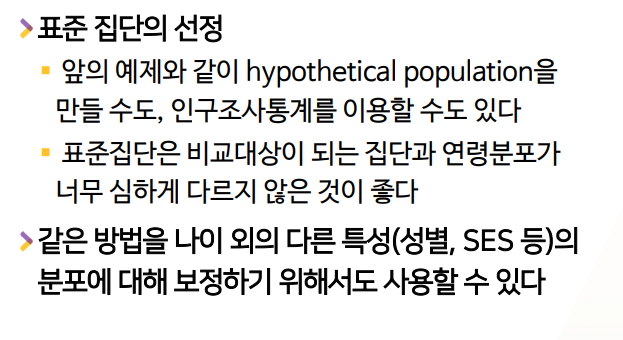 표준 집단의 선정
앞의 예제와 같이 hypothetical population을
만들 수도, 인구조사통계를 이용할 수도 있다
표준집단은 비교대상이 되는 집단과 연령분포가
너무 심하게 다르지 않은 것이 좋다
같은 방법을 나이 외의 다른 특성(성별, SES 등)의
분포에 대해 보정하기 위해서도 사용할 수 있다